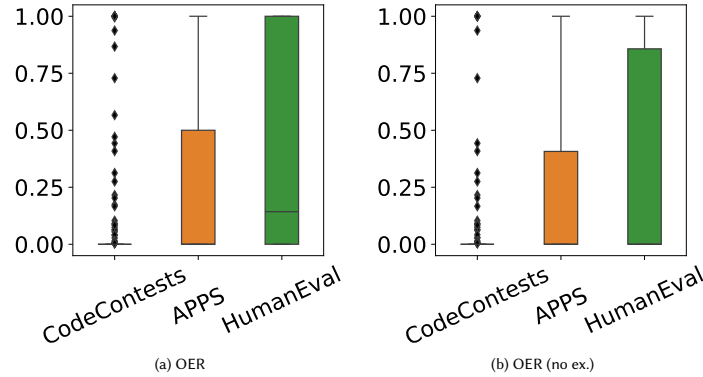 1.00
0.75
0.50
0.25
0.00
CodeContests
APPS
HumanEval
(a) OER
1.00
0.75
0.50
0.25
0.00
CodeContests
APPS
HumanEval
(b) OER (no ex.)